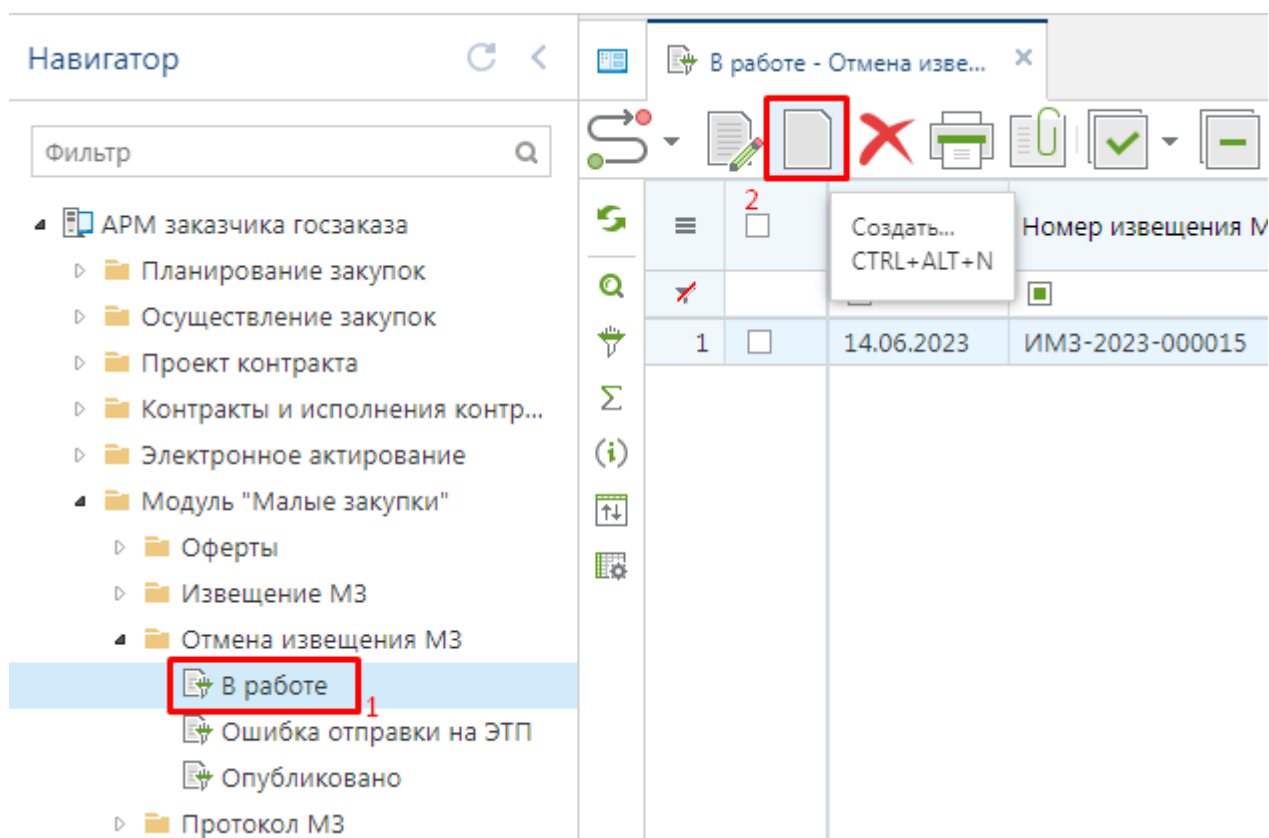 Навигатор
В работе - Отмена изве...
Фильтр
АРМ заказчика госзаказа
Планирование закупок
Осуществление закупок
Проект контракта
Контракты и исполнения контр...
Электронное актирование
Модуль "Малые закупки"
Оферты
Извещение МЗ
Отмена извещения МЗ
В работе
1
Ошибка отправки на ЭТП
Опубликовано
Протокол МЗ
2
Создать...
CTRL+ALT+N
Номер извещения М
1 14.06.2023 ИМЗ-2023-000015